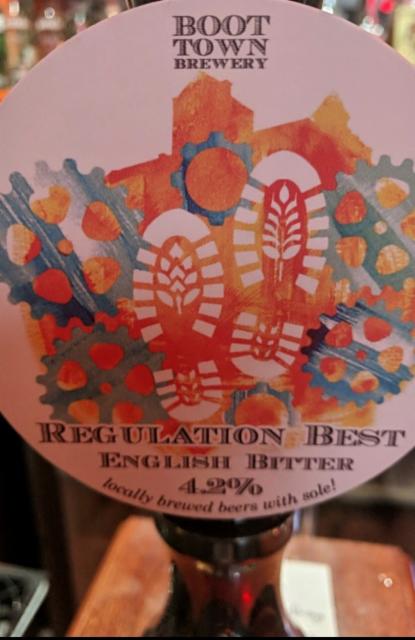 BOOT
TOWN
BREWERY
REGULATION BEST
ENGLISH BITTER
4.2%
locally brewed beers with sole!